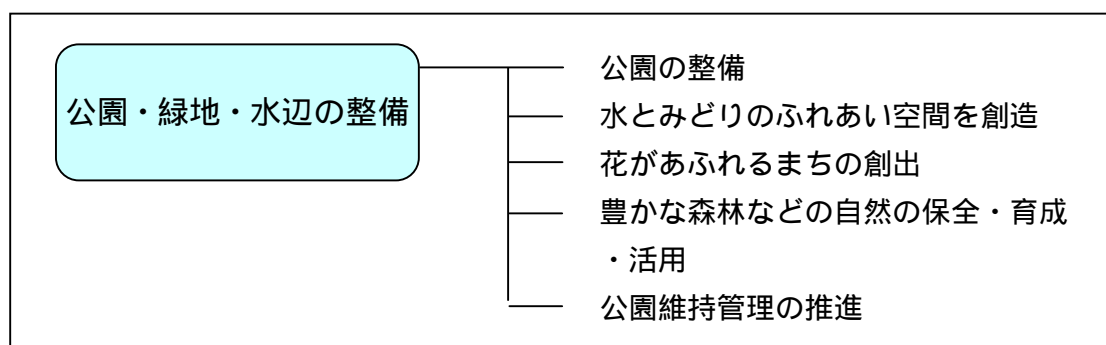 公園・緑地・水辺の整備
公園の整備
水とみどりのふれあい空間を創造
花があふれるまちの創出
豊かな森林などの自然の保全・育成
・活用
公園維持管理の推進